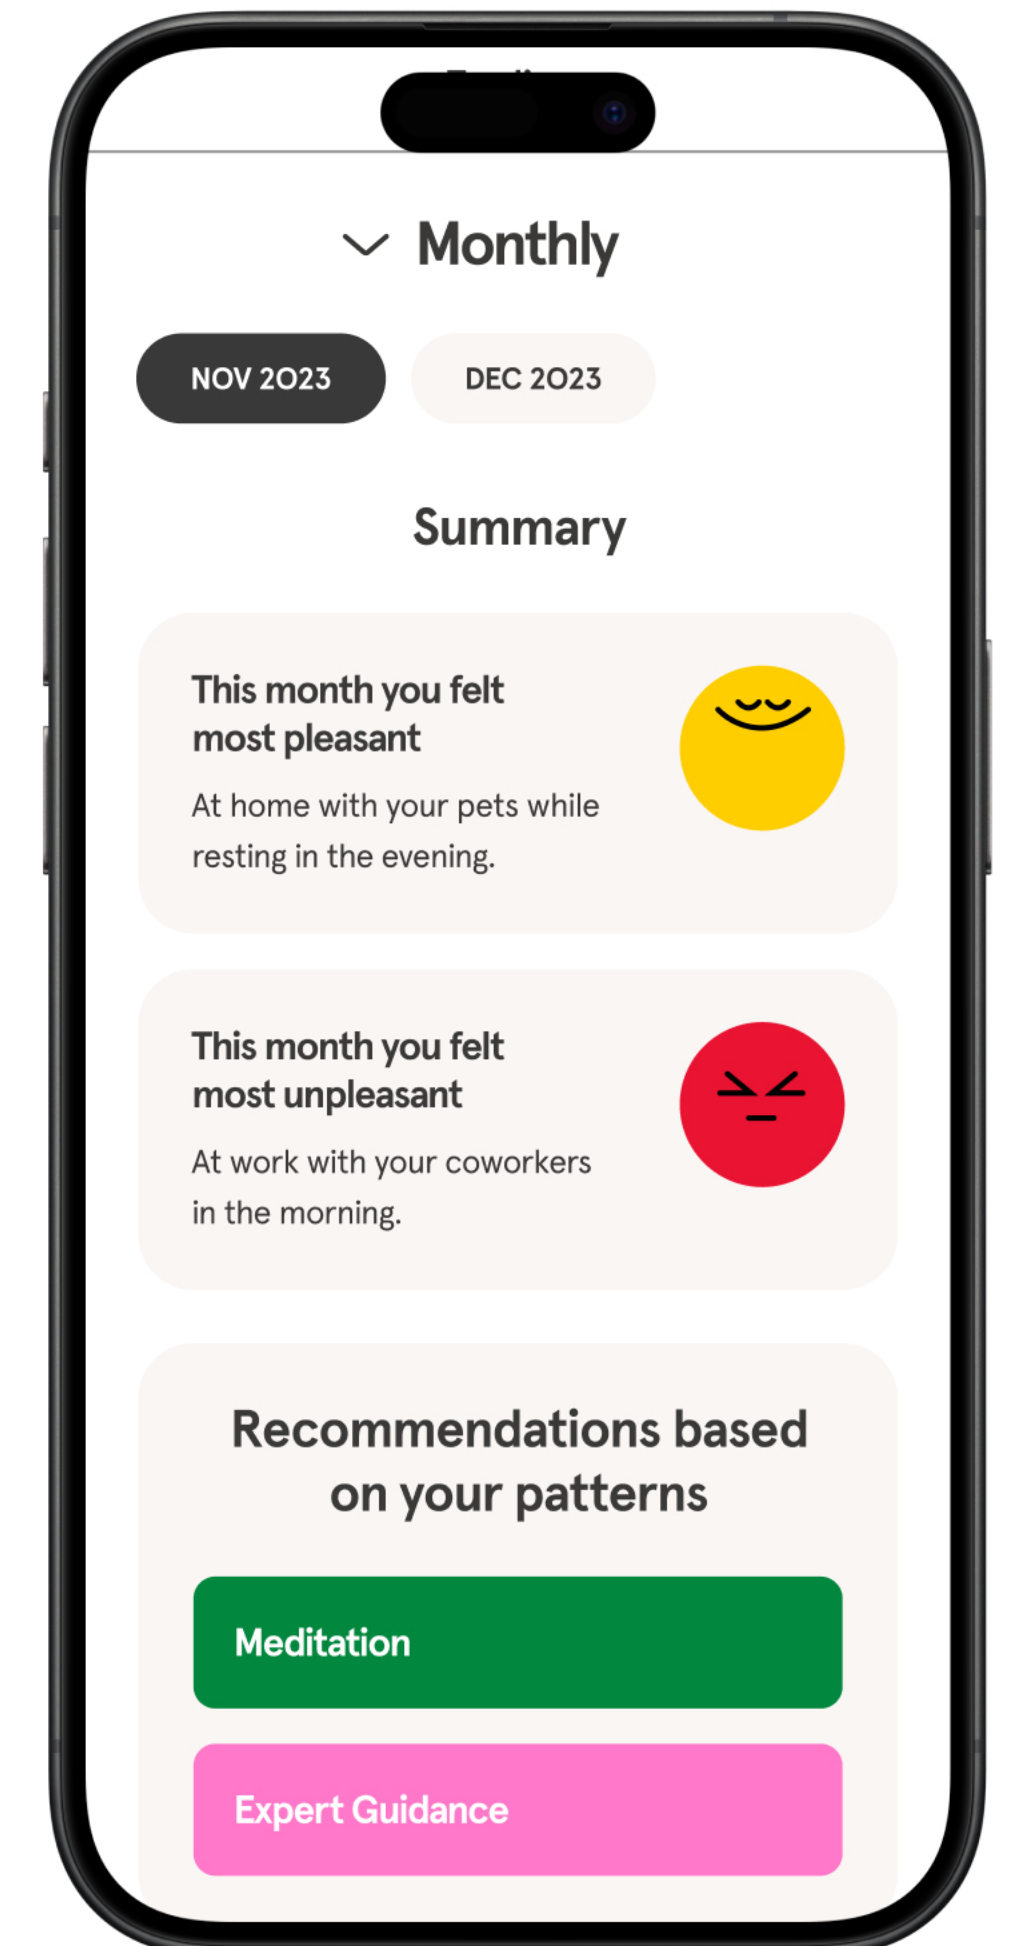 Monthly
NOV 2023
DEC 2023
Summary
This month you felt
most pleasant
At home with your pets while
resting in the evening.
This month you felt
most unpleasant
At work with your coworkers
in the morning.
Recommendations based
on your patterns
Meditation
Expert Guidance